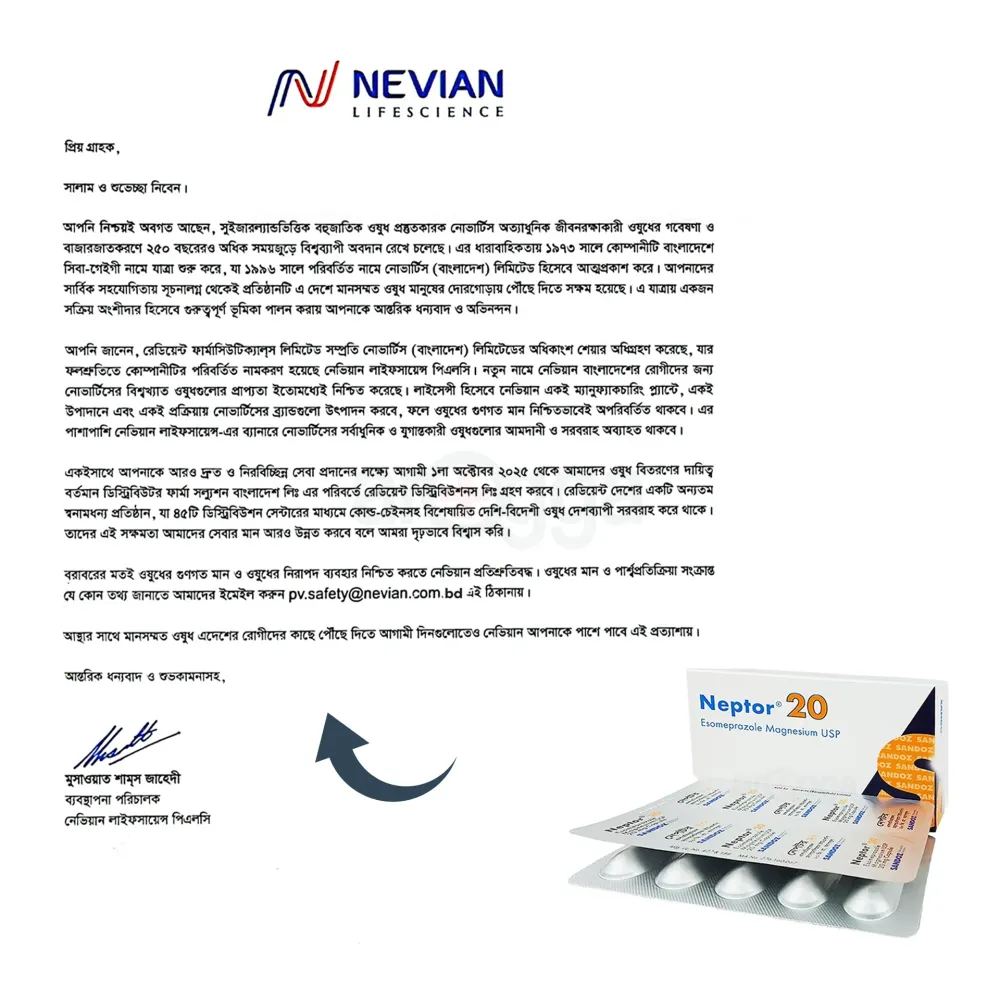 NEVIAN
LIFESCIENCE
প্রিয় গ্রাহক,
সালাম ও শুভেচ্ছা নিবেন।
আপনি নিশ্চয়ই অবগত আছেন, সুইজারল্যান্ডভিত্তিক বহুজাতিক ওষুধ প্রস্তুতকারক নোভার্টিস অত্যাধুনিক জীবনরক্ষাকারী ওষুধের গবেষণা ও
বাজারজাতকরণে ২৫০ বছরেরও অধিক সময়জুড়ে বিশ্বব্যাপী অবদান রেখে চলেছে। এর ধারাবাহিকতায় ১৯৭৩ সালে কোম্পানীটি বাংলাদেশে
সিবা-গেইগী নামে যাত্রা শুরু করে, যা ১৯৯৬ সালে পরিবর্তিত নামে নোভার্টিস (বাংলাদেশ) লিমিটেড হিসেবে আত্মপ্রকাশ করে। আপনাদের
সার্বিক সহযোগিতায় সূচনালগ্ন থেকেই প্রতিষ্ঠানটি এ দেশে মানসম্মত ওষুধ মানুষের দোরগোড়ায় পৌঁছে দিতে সক্ষম হয়েছে। এ যাত্রায় একজন
সক্রিয় অংশীদার হিসেবে গুরুত্বপূর্ণ ভূমিকা পালন করায় আপনাকে আন্তরিক ধন্যবাদ ও অভিনন্দন।
আপনি জানেন, রেডিয়েন্ট ফার্মাসিউটিক্যাল্স লিমিটেড সম্প্রতি নোভার্টিস (বাংলাদেশ) লিমিটেডের অধিকাংশ শেয়ার অধিগ্রহণ করেছে, যার
ফলশ্রুতিতে কোম্পানীটির পরিবর্তিত নামকরণ হয়েছে নেভিয়ান লাইফসায়েন্স পিএলসি। নতুন নামে নেভিয়ান বাংলাদেশের রোগীদের জন্য
নোভার্টিসের বিশ্বখ্যাত ওষুধগুলোর প্রাপ্যতা ইতোমধ্যেই নিশ্চিত করেছে। লাইসেন্সী হিসেবে নেভিয়ান একই ম্যানুফ্যাকচারিং প্ল্যান্টে, একই
উপাদানে এবং একই প্রক্রিয়ায় নোভার্টিসের ব্র্যান্ডগুলো উৎপাদন করবে, ফলে ওষুধের গুণগত মান নিশ্চিতভাবেই অপরিবর্তিত থাকবে। এর
পাশাপাশি নেভিয়ান লাইফসায়েন্স-এর ব্যানারে নোভার্টিসের সর্বাধুনিক ও যুগান্তকারী ওষুধগুলোর আমদানী ও সরবরাহ অব্যাহত থাকবে।
একইসাথে আপনাকে আরও দ্রুত ও নিরবিচ্ছিন্ন সেবা প্রদানের লক্ষ্যে আগামী ১লা অক্টোবর ২০২৫ থেকে আমাদের ওষুধ বিতরণের দায়িত্ব
বর্তমান ডিস্ট্রিবিউটর ফার্মা সল্যুশন বাংলাদেশ লিঃ এর পরিবর্তে রেডিয়েন্ট ডিস্ট্রিবিউশনস লিঃ গ্রহণ করবে। রেডিয়েন্ট দেশের একটি অন্যতম
স্বনামধন্য প্রতিষ্ঠান, যা ৪৫টি ডিস্ট্রিবিউশন সেন্টারের মাধ্যমে কোল্ড-চেইনসহ বিশেষায়িত দেশি-বিদেশী ওষুধ দেশব্যাপী সরবরাহ করে থাকে।
তাদের এই সক্ষমতা আমাদের সেবার মান আরও উন্নত করবে বলে আমরা দৃঢ়ভাবে বিশ্বাস করি।
বরাবরের মতই ওষুধের গুণগত মান ও ওষুধের নিরাপদ ব্যবহার নিশ্চিত করতে নেভিয়ান প্রতিশ্রুতিবদ্ধ। ওষুধের মান ও পার্শ্বপ্রতিক্রিয়া সংক্রান্ত
যে কোন তথ্য জানাতে আমাদের ইমেইল করুন pv.safety@nevian.com.bd এই ঠিকানায়।
আস্থার সাথে মানসম্মত ওষুধ এদেশের রোগীদের কাছে পৌঁছে দিতে আগামী দিনগুলোতেও নেভিয়ান আপনাকে পাশে পাবে এই প্রত্যাশায়।
আন্তরিক ধন্যবাদ ও শুভকামনাসহ,
মুসাওয়াত শাম্স জাহেদী
ব্যবস্থাপনা পরিচালক
নেভিয়ান লাইফসায়েন্স পিএলসি
Neptor® 20
Esomeprazole Magnesium USP
SANDOZ
Neptor
SANDOZ
Neptor 20
SANDOZ
Neptor 20
SANDOZ